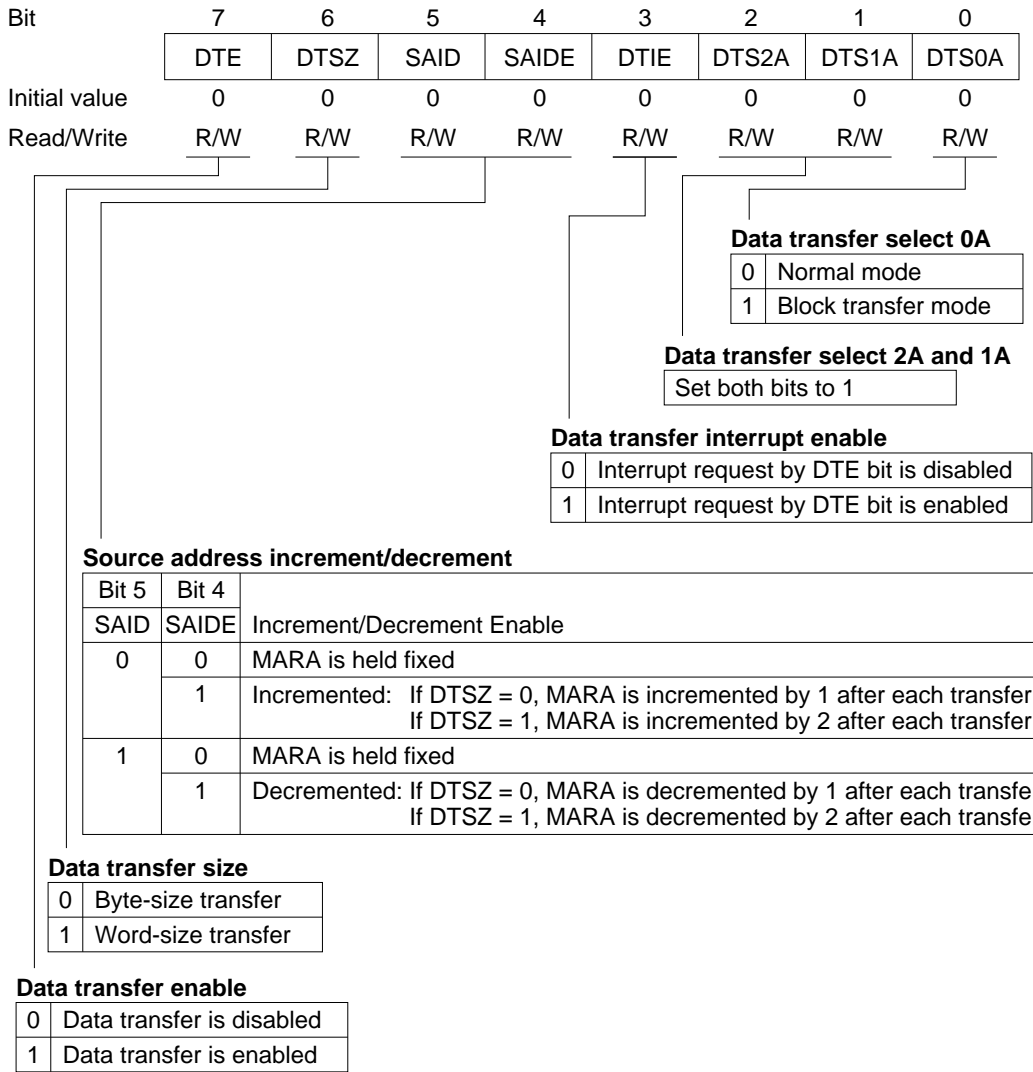 Bit 7 6 5 4 3 2 1 0
DTE DTSZ SAID SAIDE DTIE DTS2A DTS1A DTS0A
Initial value 0 0 0 0 0 0 0 0
Read/Write R/W R/W R/W R/W R/W R/W R/W R/W
Data transfer select 0A
0 Normal mode
1 Block transfer mode
Data transfer select 2A and 1A
Set both bits to 1
Data transfer interrupt enable
0 Interrupt request by DTE bit is disabled
1 Interrupt request by DTE bit is enabled
Source address increment/decrement
Bit 5 Bit 4
SAID SAIDE Increment/Decrement Enable
0 0 MARA is held fixed
1 Incremented: If DTSZ = 0, MARA is incremented by 1 after each transfer
If DTSZ = 1, MARA is incremented by 2 after each transfer
1 0 MARA is held fixed
1 Decremented: If DTSZ = 0, MARA is decremented by 1 after each transfe
If DTSZ = 1, MARA is decremented by 2 after each transfe
Data transfer size
0 Byte-size transfer
1 Word-size transfer
Data transfer enable
0 Data transfer is disabled
1 Data transfer is enabled